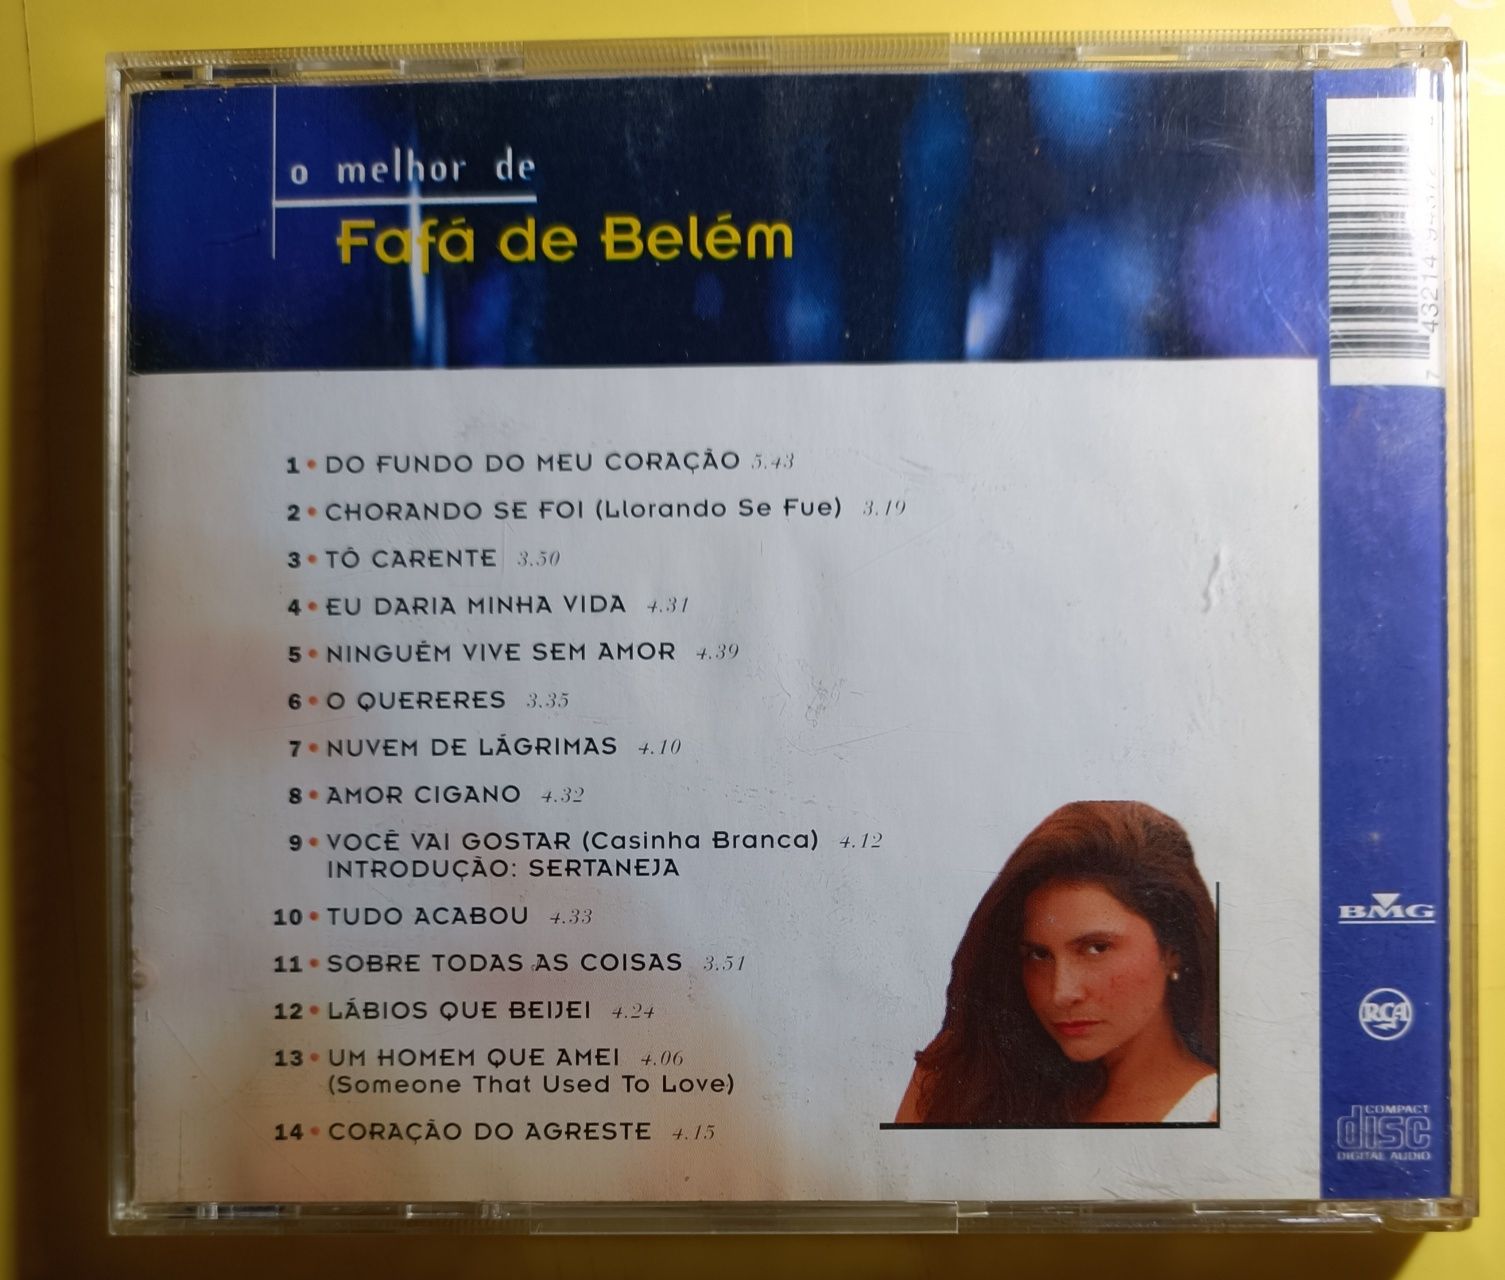 o melhor de
Fafá de Belém
1 • DO FUNDO DO MEU CORAÇÃO 5.43
2 • CHORANDO SE FOI (Llorando Se Fue) 3.19
3 • TÔ CARENTE 3.50
4 • EU DARIA MINHA VIDA 4.31
5 • NINGUÉM VIVE SEM AMOR 4.39
6 • O QUERERES 3.35
7 • NUVEM DE LÁGRIMAS 4.10
8 • AMOR CIGANO 4.32
9 • VOCÊ VAI GOSTAR (Casinha Branca) 4.12
INTRODUÇÃO: SERTANEJA
10 • TUDO ACABOU 4.33
11 • SOBRE TODAS AS COISAS 3.51
12 • LÁBIOS QUE BEIJEI 4.24
13 • UM HOMEM QUE AMEI 4.06
(Someone That Used To Love)
14 • CORAÇÃO DO AGRESTE 4.15
BMG
RCA
COMPACT
disc
DIGITAL AUDIO